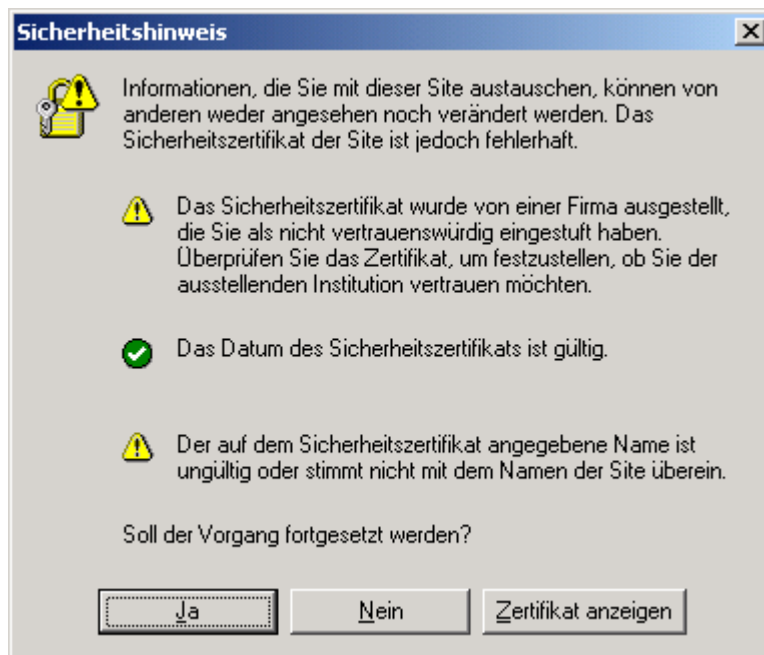 Sicherheitshinweis
Informationen, die Sie mit dieser Site austauschen, können von
anderen weder angesehen noch verändert werden. Das
Sicherheitszertifikat der Site ist jedoch fehlerhaft.
Das Sicherheitszertifikat wurde von einer Firma ausgestellt,
die Sie als nicht vertrauenswürdig eingestuft haben.
Überprüfen Sie das Zertifikat, um festzustellen, ob Sie der
ausstellenden Institution vertrauen möchten.
Das Datum des Sicherheitszertifikats ist gültig.
Der auf dem Sicherheitszertifikat angegebene Name ist
ungültig oder stimmt nicht mit dem Namen der Site überein.
Soll der Vorgang fortgesetzt werden?
Ja Nein Zertifikat anzeigen